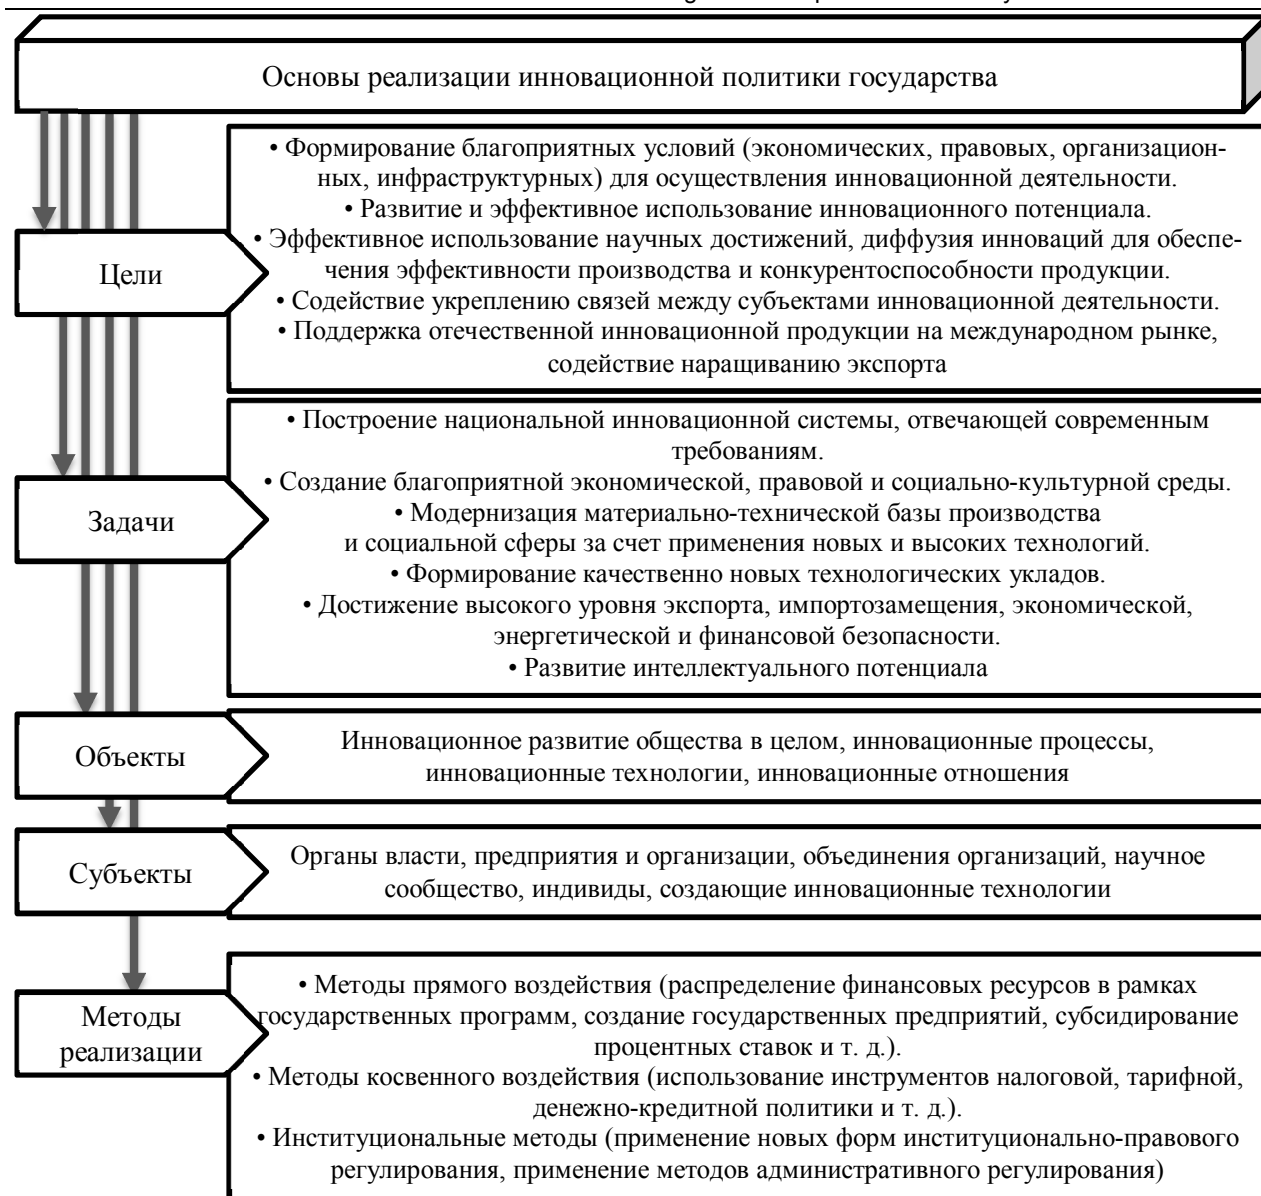 Основы реализации инновационной политики государства
• Формирование благоприятных условий (экономических, правовых, организацион-
ных, инфраструктурных) для осуществления инновационной деятельности.
• Развитие и эффективное использование инновационного потенциала.
• Эффективное использование научных достижений, диффузия инноваций для обеспе-
чения эффективности производства и конкурентоспособности продукции.
• Содействие укреплению связей между субъектами инновационной деятельности.
• Поддержка отечественной инновационной продукции на международном рынке,
содействие наращиванию экспорта
Цели
• Построение национальной инновационной системы, отвечающей современным
требованиям.
• Создание благоприятной экономической, правовой и социально-культурной среды.
• Модернизация материально-технической базы производства
и социальной сферы за счет применения новых и высоких технологий.
• Формирование качественно новых технологических укладов.
• Достижение высокого уровня экспорта, импортозамещения, экономической,
энергетической и финансовой безопасности.
• Развитие интеллектуального потенциала
Задачи
Объекты
Инновационное развитие общества в целом, инновационные процессы,
инновационные технологии, инновационные отношения
Субъекты
Органы власти, предприятия и организации, объединения организаций, научное
сообщество, индивиды, создающие инновационные технологии
Методы
реализации
• Методы прямого воздействия (распределение финансовых ресурсов в рамках
государственных программ, создание государственных предприятий, субсидирование
процентных ставок и т. д.).
• Методы косвенного воздействия (использование инструментов налоговой, тарифной,
денежно-кредитной политики и т. д.).
• Институциональные методы (применение новых форм институционально-правового
регулирования, применение методов административного регулирования)